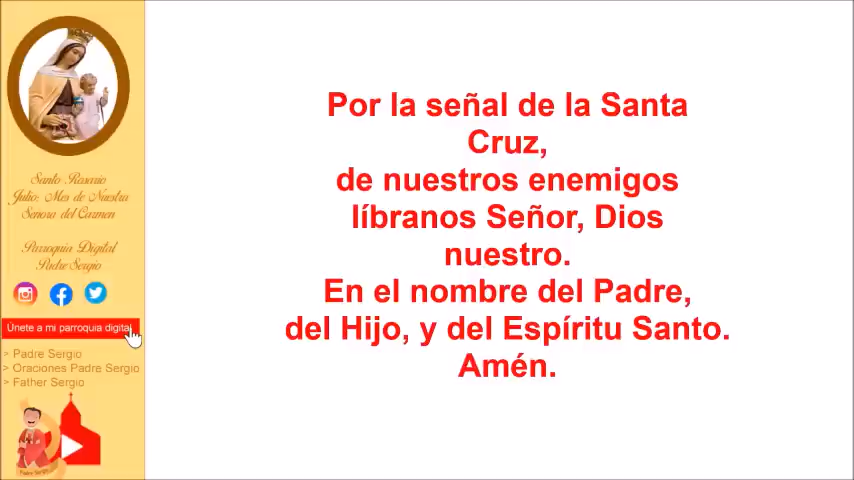 Santo Rosario
Julio: Mes de Nuestra
Señora del Carmen
Parroquia Digital
Padre Sergio
Únete a mi parroquia digital
> Padre Sergio
> Oraciones Padre Sergio
> Father Sergio
Padre Sergio
Por la señal de la Santa
Cruz,
de nuestros enemigos
líbranos Señor, Dios
nuestro.
En el nombre del Padre,
del Hijo, y del Espíritu Santo.
Amén.